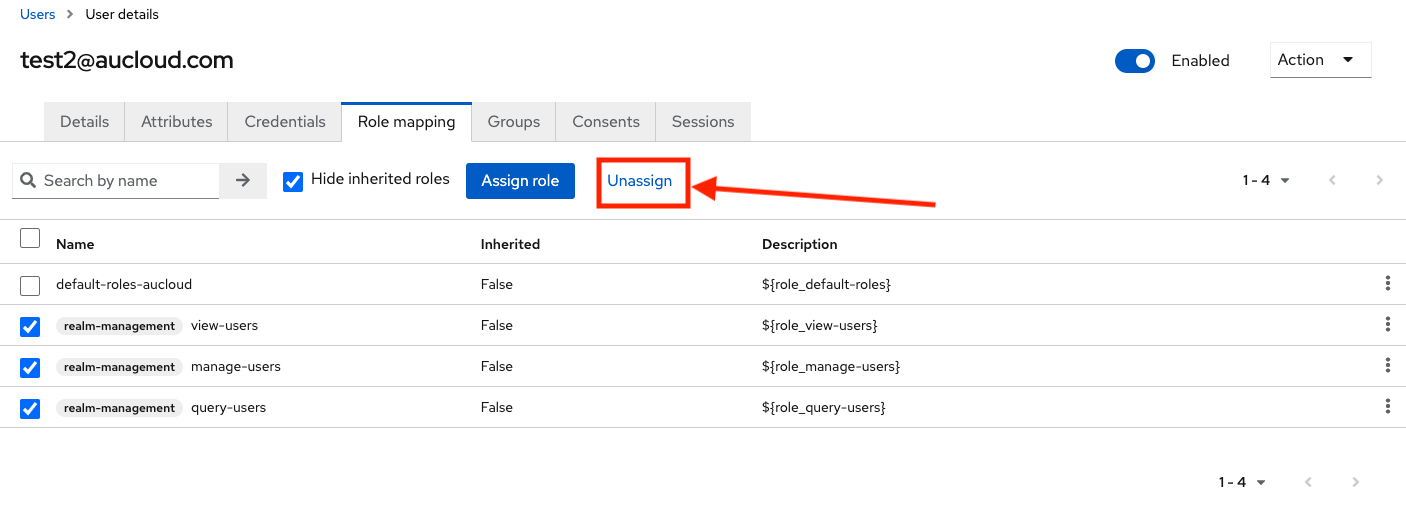 Users > User details
test2@aucloud.com
Enabled
Action
Details Attributes Credentials Role mapping Groups Consents Sessions
Search by name Hide inherited roles Assign role Unassign 1 - 4
Name Inherited Description
default-roles-aucloud False ${role_default-roles}
realm-management view-users False ${role_view-users}
realm-management manage-users False ${role_manage-users}
realm-management query-users False ${role_query-users}
1 - 4